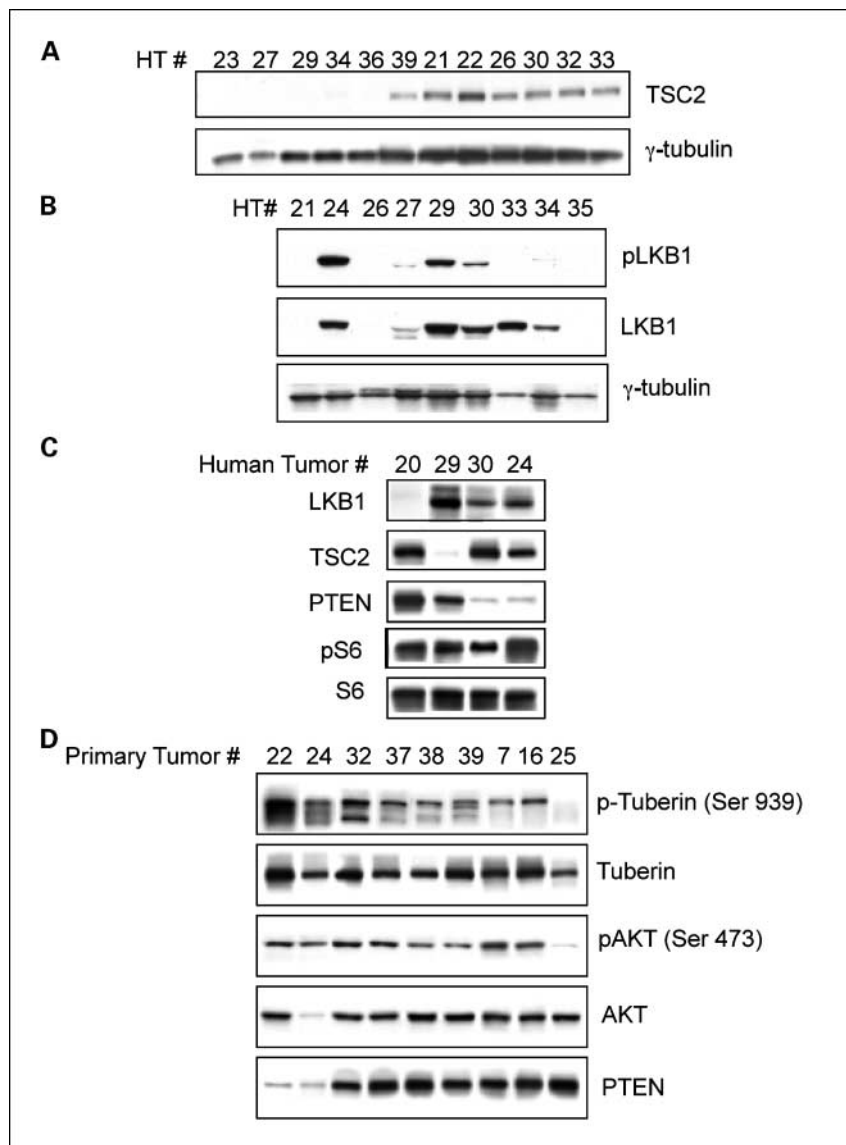 A
HT # 23 27 29 34 36 39 21 22 26 30 32 33
TSC2
γ-tubulin
B
HT# 21 24 26 27 29 30 33 34 35
pLKB1
LKB1
γ-tubulin
C
Human Tumor # 20 29 30 24
LKB1
TSC2
PTEN
pS6
S6
D
Primary Tumor # 22 24 32 37 38 39 7 16 25
p-Tuberin (Ser 939)
Tuberin
pAKT (Ser 473)
AKT
PTEN